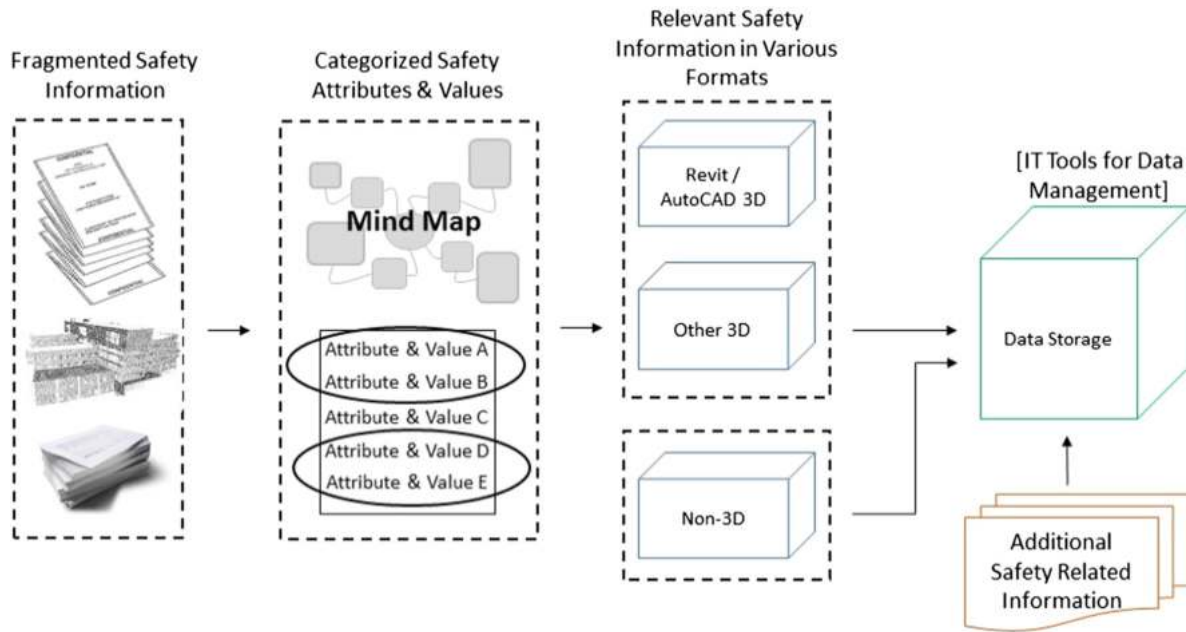 Fragmented Safety
Information
CONFIDENTIAL
CONFIDENTIAL
Categorized Safety
Attributes & Values
Mind Map
Attribute & Value A
Attribute & Value B
Attribute & Value C
Attribute & Value D
Attribute & Value E
Relevant Safety
Information in Various
Formats
Revit /
AutoCAD 3D
Other 3D
Non-3D
[IT Tools for Data
Management]
Data Storage
Additional
Safety Related
Information